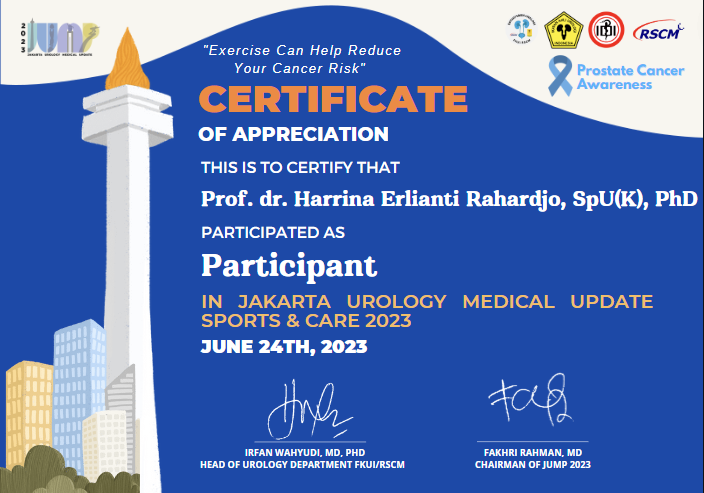 2023
JUMP
JAKARTA UROLOGY MEDICAL UPDATE
RSCM
Prostate Cancer
Awareness
"Exercise Can Help Reduce
Your Cancer Risk"
CERTIFICATE
OF APPRECIATION
THIS IS TO CERTIFY THAT
Prof. dr. Harrina Erlianti Rahardjo, SpU(K), PhD
PARTICIPATED AS
Participant
IN JAKARTA UROLOGY MEDICAL UPDATE
SPORTS & CARE 2023
JUNE 24TH, 2023
IRFAN WAHYUDI, MD, PHD
HEAD OF UROLOGY DEPARTMENT FKUI/RSCM
FAKHRI RAHMAN, MD
CHAIRMAN OF JUMP 2023